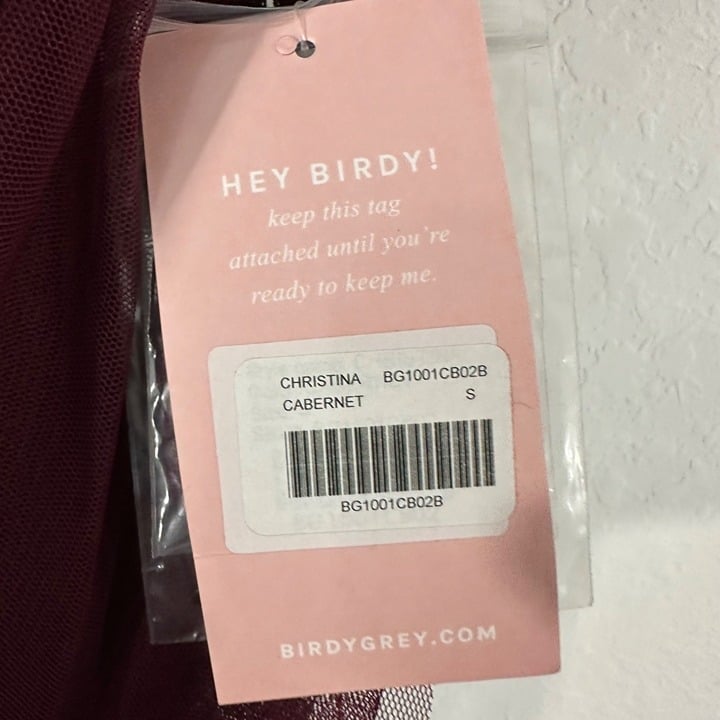 HEY BIRDY!
keep this tag
attached until you're
ready to keep me.
CHRISTINA BG1001CB02B
CABERNET S
BG1001CB02B
BIRDYGREY.COM